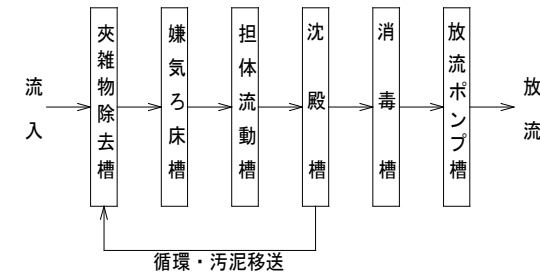 流入
夾雑物除去槽
嫌気ろ床槽
担体流動槽
沈殿槽
消毒槽
放流ポンプ槽
放流
循環・汚泥移送